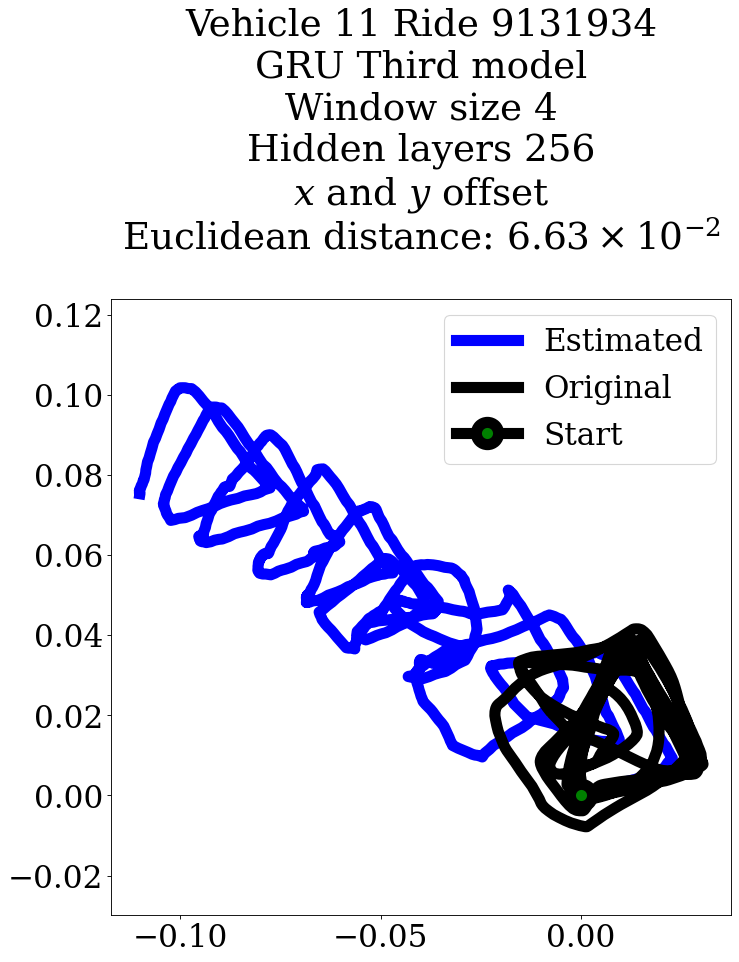 Vehicle 11 Ride 9131934
GRU Third model
Window size 4
Hidden layers 256
x and y offset
Euclidean distance: 6.63 × 10⁻²
Estimated
Original
Start
0.12
0.10
0.08
0.06
0.04
0.02
0.00
−0.02
−0.10
−0.05
0.00